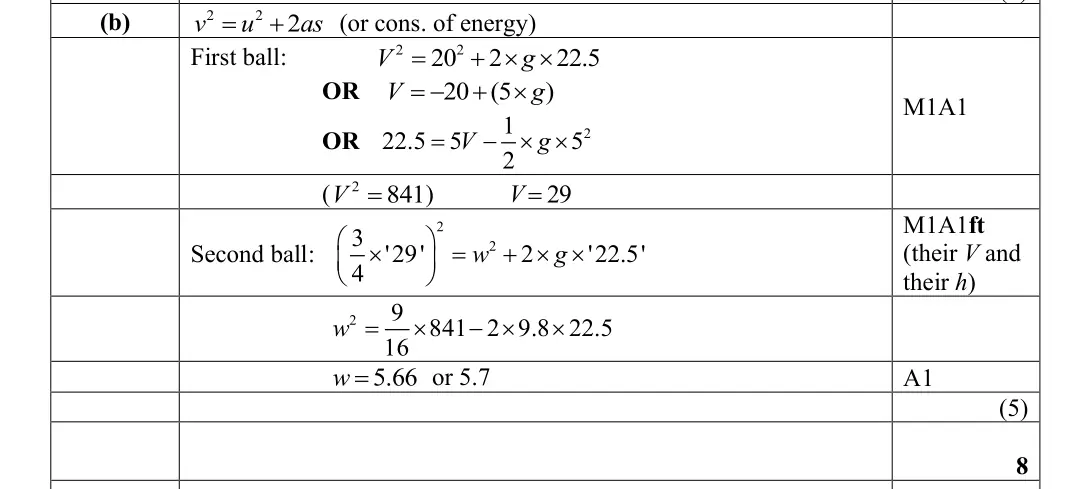 (b) v² = u² + 2as (or cons. of energy)
First ball: V² = 20² + 2 × g × 22.5
OR V = −20 + (5 × g)
M1A1
OR 22.5 = 5V − 1/2 × g × 5²
(V² = 841) V = 29
Second ball: (3/4 × '29')² = w² + 2 × g × '22.5'
M1A1ft
(their V and
their h)
w² = 9/16 × 841 − 2 × 9.8 × 22.5
w = 5.66 or 5.7 A1
(5)
8